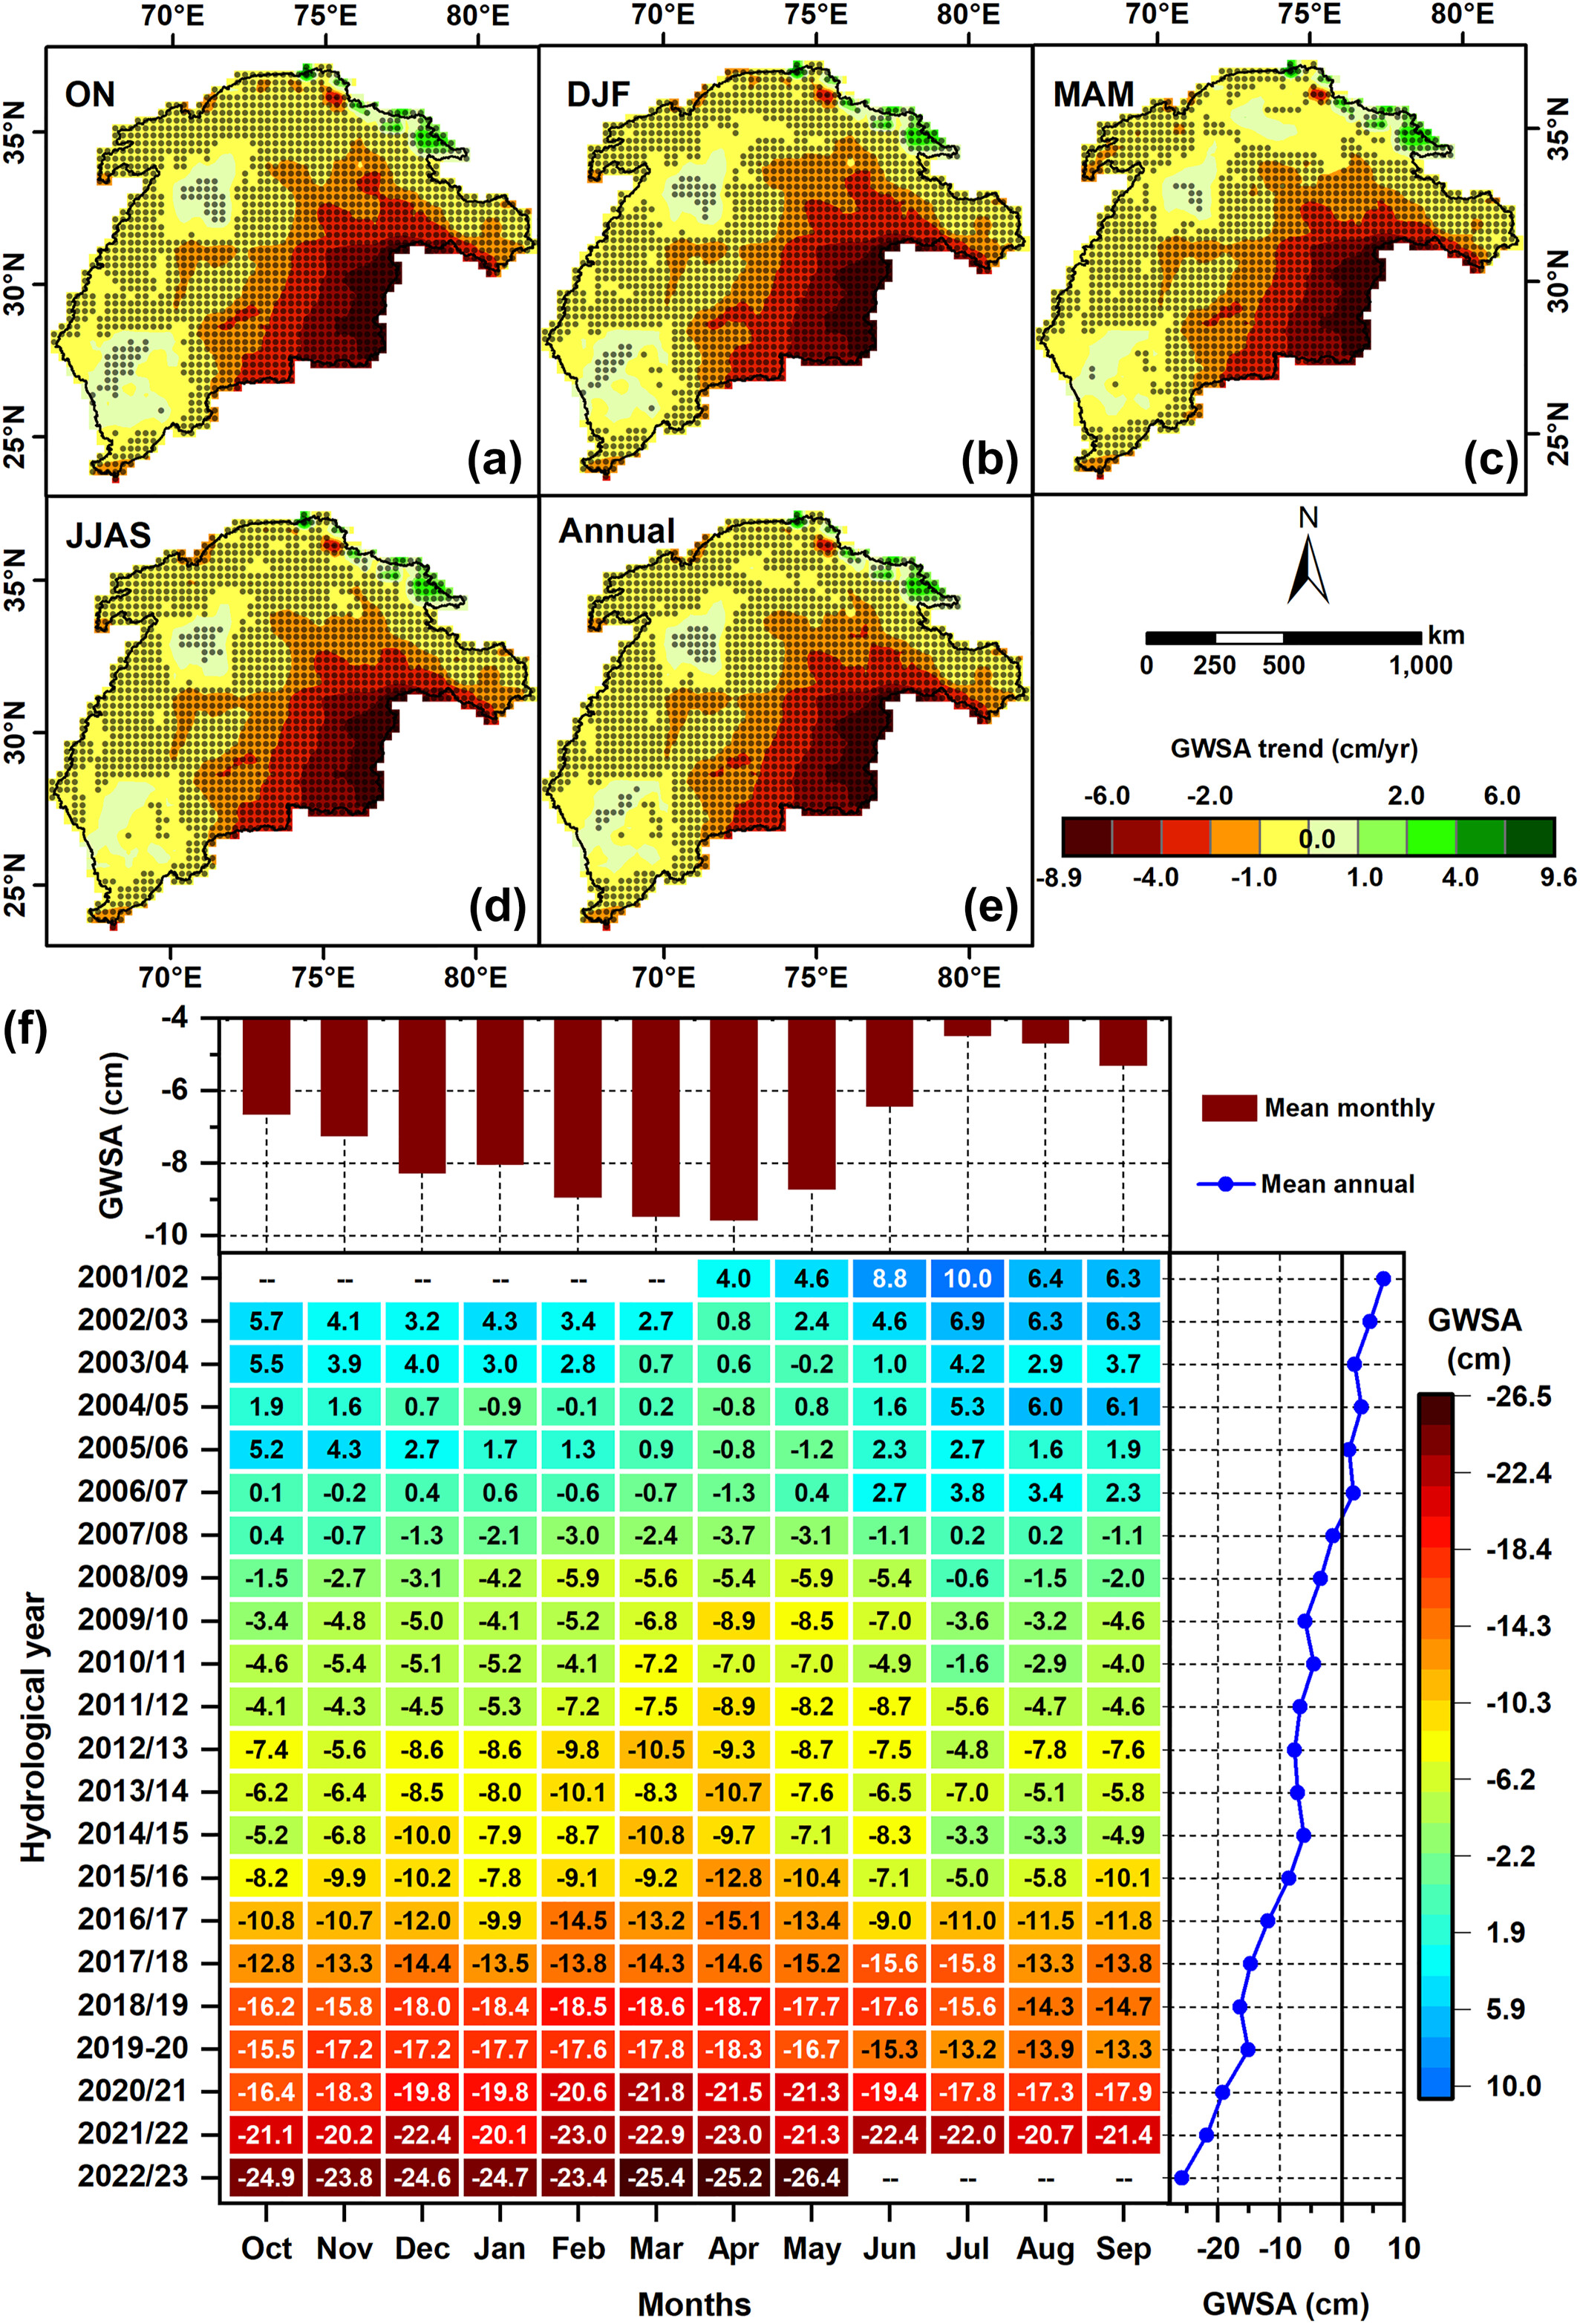 70°E 75°E 80°E 70°E 75°E 80°E 70°E 75°E 80°E
ON DJF MAM
35°N 35°N
30°N 30°N
25°N 25°N
(a) (b) (c)
JJAS Annual
N
35°N
km
0 250 500 1,000
30°N
GWSA trend (cm/yr)
-6.0 -2.0 2.0 6.0
0.0
-8.9 -4.0 -1.0 1.0 4.0 9.6
25°N
(d) (e)
70°E 75°E 80°E 70°E 75°E 80°E
(f)
GWSA (cm)
-4
-6
-8
-10
Mean monthly
Mean annual
Hydrological year
2001/02 -- -- -- -- -- -- 4.0 4.6 8.8 10.0 6.4 6.3
2002/03 5.7 4.1 3.2 4.3 3.4 2.7 0.8 2.4 4.6 6.9 6.3 6.3
2003/04 5.5 3.9 4.0 3.0 2.8 0.7 0.6 -0.2 1.0 4.2 2.9 3.7
2004/05 1.9 1.6 0.7 -0.9 -0.1 0.2 -0.8 0.8 1.6 5.3 6.0 6.1
2005/06 5.2 4.3 2.7 1.7 1.3 0.9 -0.8 -1.2 2.3 2.7 1.6 1.9
2006/07 0.1 -0.2 0.4 0.6 -0.6 -0.7 -1.3 0.4 2.7 3.8 3.4 2.3
2007/08 0.4 -0.7 -1.3 -2.1 -3.0 -2.4 -3.7 -3.1 -1.1 0.2 0.2 -1.1
2008/09 -1.5 -2.7 -3.1 -4.2 -5.9 -5.6 -5.4 -5.9 -5.4 -0.6 -1.5 -2.0
2009/10 -3.4 -4.8 -5.0 -4.1 -5.2 -6.8 -8.9 -8.5 -7.0 -3.6 -3.2 -4.6
2010/11 -4.6 -5.4 -5.1 -5.2 -4.1 -7.2 -7.0 -7.0 -4.9 -1.6 -2.9 -4.0
2011/12 -4.1 -4.3 -4.5 -5.3 -7.2 -7.5 -8.9 -8.2 -8.7 -5.6 -4.7 -4.6
2012/13 -7.4 -5.6 -8.6 -8.6 -9.8 -10.5 -9.3 -8.7 -7.5 -4.8 -7.8 -7.6
2013/14 -6.2 -6.4 -8.5 -8.0 -10.1 -8.3 -10.7 -7.6 -6.5 -7.0 -5.1 -5.8
2014/15 -5.2 -6.8 -10.0 -7.9 -8.7 -10.8 -9.7 -7.1 -8.3 -3.3 -3.3 -4.9
2015/16 -8.2 -9.9 -10.2 -7.8 -9.1 -9.2 -12.8 -10.4 -7.1 -5.0 -5.8 -10.1
2016/17 -10.8 -10.7 -12.0 -9.9 -14.5 -13.2 -15.1 -13.4 -9.0 -11.0 -11.5 -11.8
2017/18 -12.8 -13.3 -14.4 -13.5 -13.8 -14.3 -14.6 -15.2 -15.6 -15.8 -13.3 -13.8
2018/19 -16.2 -15.8 -18.0 -18.4 -18.5 -18.6 -18.7 -17.7 -17.6 -15.6 -14.3 -14.7
2019-20 -15.5 -17.2 -17.2 -17.7 -17.6 -17.8 -18.3 -16.7 -15.3 -13.2 -13.9 -13.3
2020/21 -16.4 -18.3 -19.8 -19.8 -20.6 -21.8 -21.5 -21.3 -19.4 -17.8 -17.3 -17.9
2021/22 -21.1 -20.2 -22.4 -20.1 -23.0 -22.9 -23.0 -21.3 -22.4 -22.0 -20.7 -21.4
2022/23 -24.9 -23.8 -24.6 -24.7 -23.4 -25.4 -25.2 -26.4 -- -- -- --
Oct Nov Dec Jan Feb Mar Apr May Jun Jul Aug Sep
Months
-20 -10 0 10
GWSA (cm)
GWSA
(cm)
-26.5
-22.4
-18.4
-14.3
-10.3
-6.2
-2.2
1.9
5.9
10.0